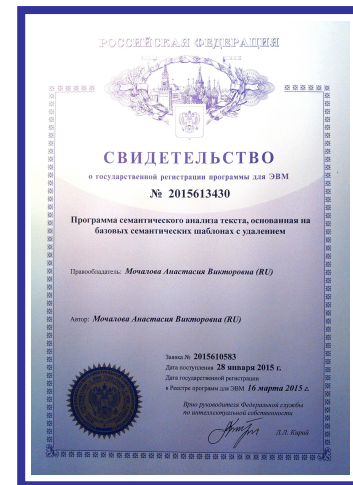 РОССИЙСКАЯ ФЕДЕРАЦИЯ
СВИДЕТЕЛЬСТВО
о государственной регистрации программы для ЭВМ
№ 2015613430
Программа семантического анализа текста, основанная на
базовых семантических шаблонах с удалением
Правообладатель: Мочалова Анастасия Викторовна (RU)
Автор: Мочалова Анастасия Викторовна (RU)
Заявка № 2015610583
Дата поступления 28 января 2015 г.
Дата государственной регистрации
в Реестре программ для ЭВМ 16 марта 2015 г.
Врио руководителя Федеральной службы
по интеллектуальной собственности
Л.Л. Кирий